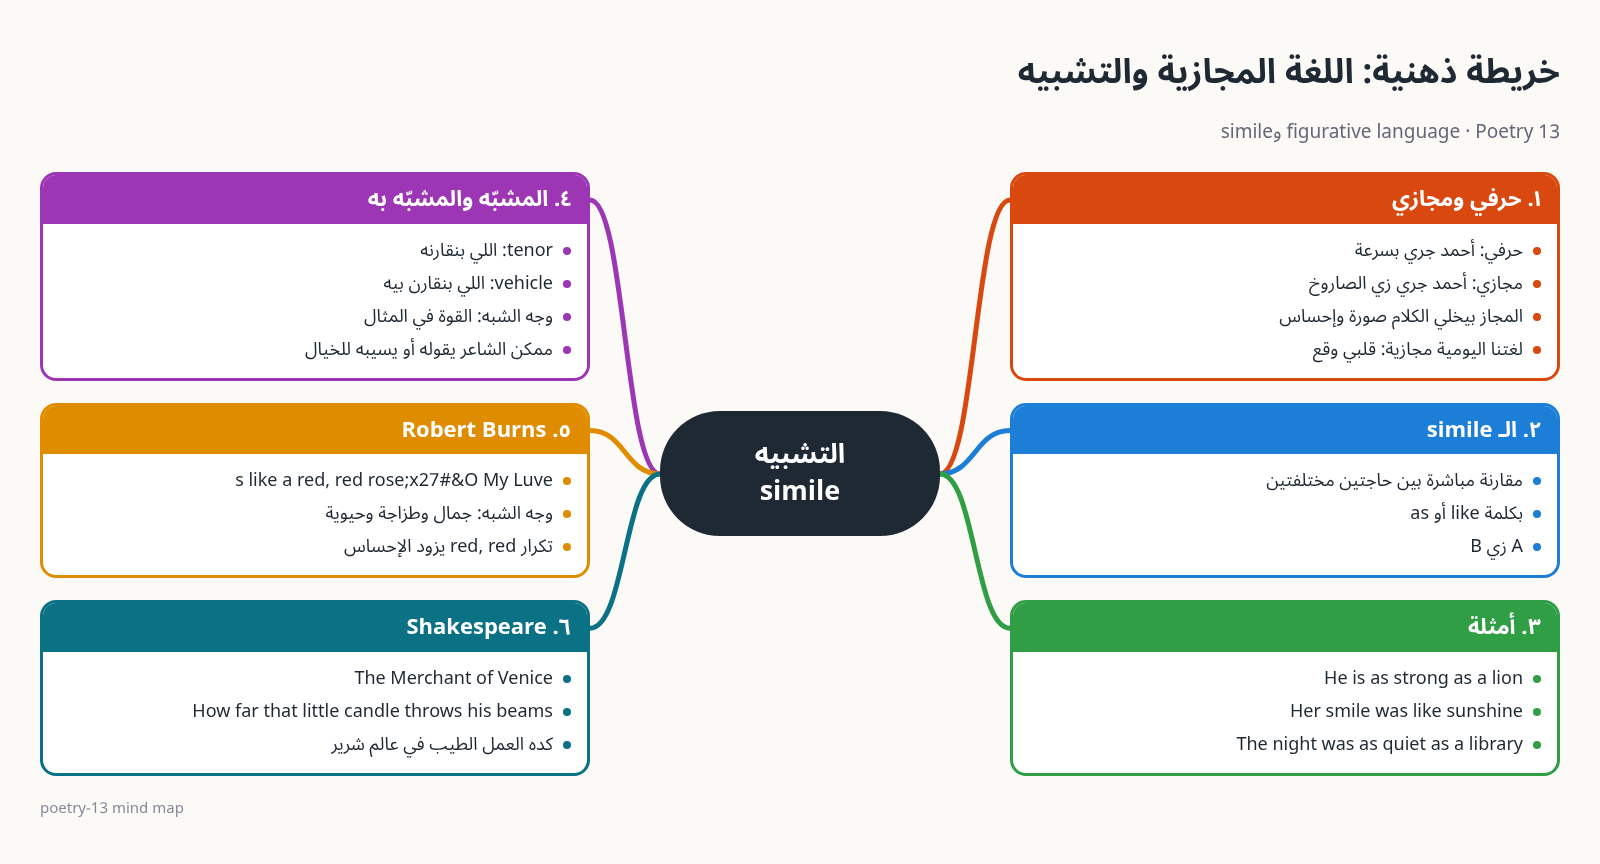 خريطة ذهنية: اللغة المجازية والتشبيه
figurative language · Poetry 13 وsimile
١. حرفي ومجازي
حرفي: أحمد جري بسرعة
مجازي: أحمد جري زي الصاروخ
المجاز بيخلي الكلام صورة وإحساس
لغتنا اليومية مجازية: قلبي وقع
٢. الـ simile
مقارنة مباشرة بين حاجتين مختلفتين
بكلمة like أو as
A زي B
٣. أمثلة
He is as strong as a lion
Her smile was like sunshine
The night was as quiet as a library
التشبيه
simile
٤. المشبّه والمشبّه به
tenor: اللي بنقارنه
vehicle: اللي بنقارن بيه
وجه الشبه: القوة في المثال
ممكن الشاعر يقوله أو يسيبه للخيال
٥. Robert Burns
s like a red, red rose;x27#&O My Luve
وجه الشبه: جمال وطزاجة وحيوية
تكرار red, red يزود الإحساس
٦. Shakespeare
The Merchant of Venice
How far that little candle throws his beams
كده العمل الطيب في عالم شرير
poetry-13 mind map